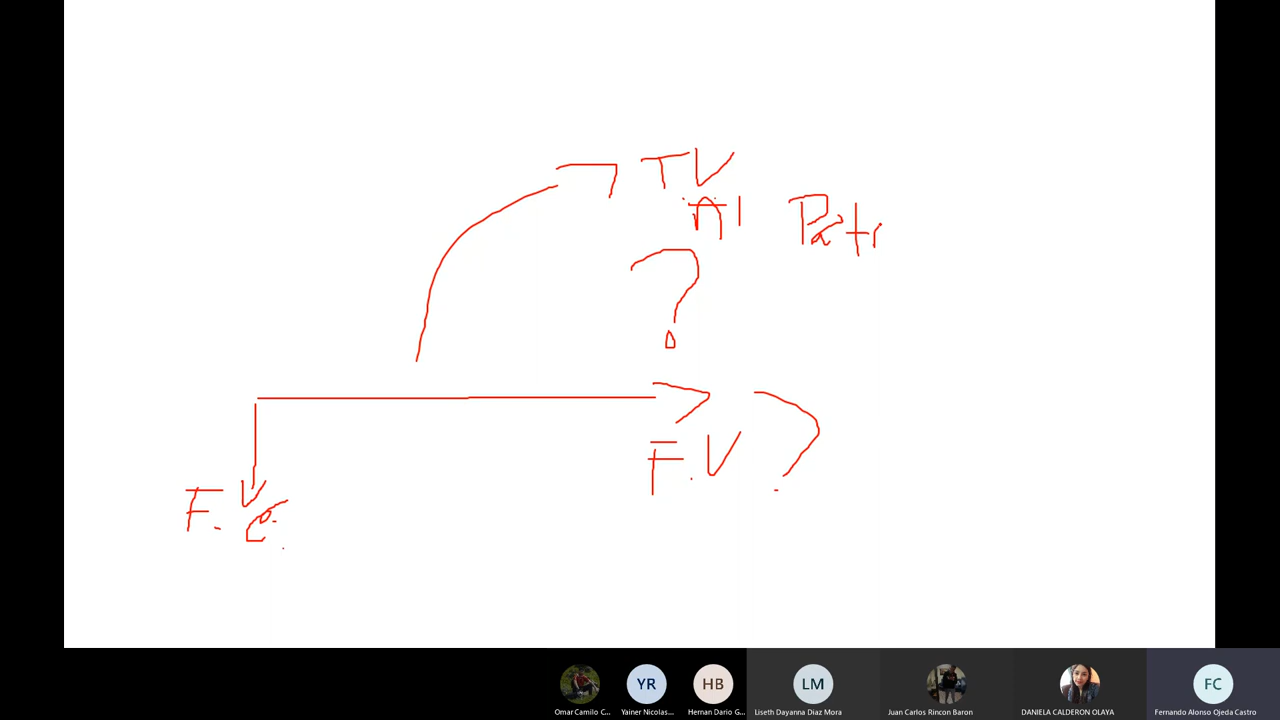 TV
Patr
?
F.V ?
F.
Omar Camilo C...
Yainer Nicolas...
Hernan Dario G...
Liseth Dayanna Diaz Mora
Juan Carlos Rincon Baron
DANIELA CALDERON OLAYA
Fernando Alonso Ojeda Castro
YR
HB
LM
FC